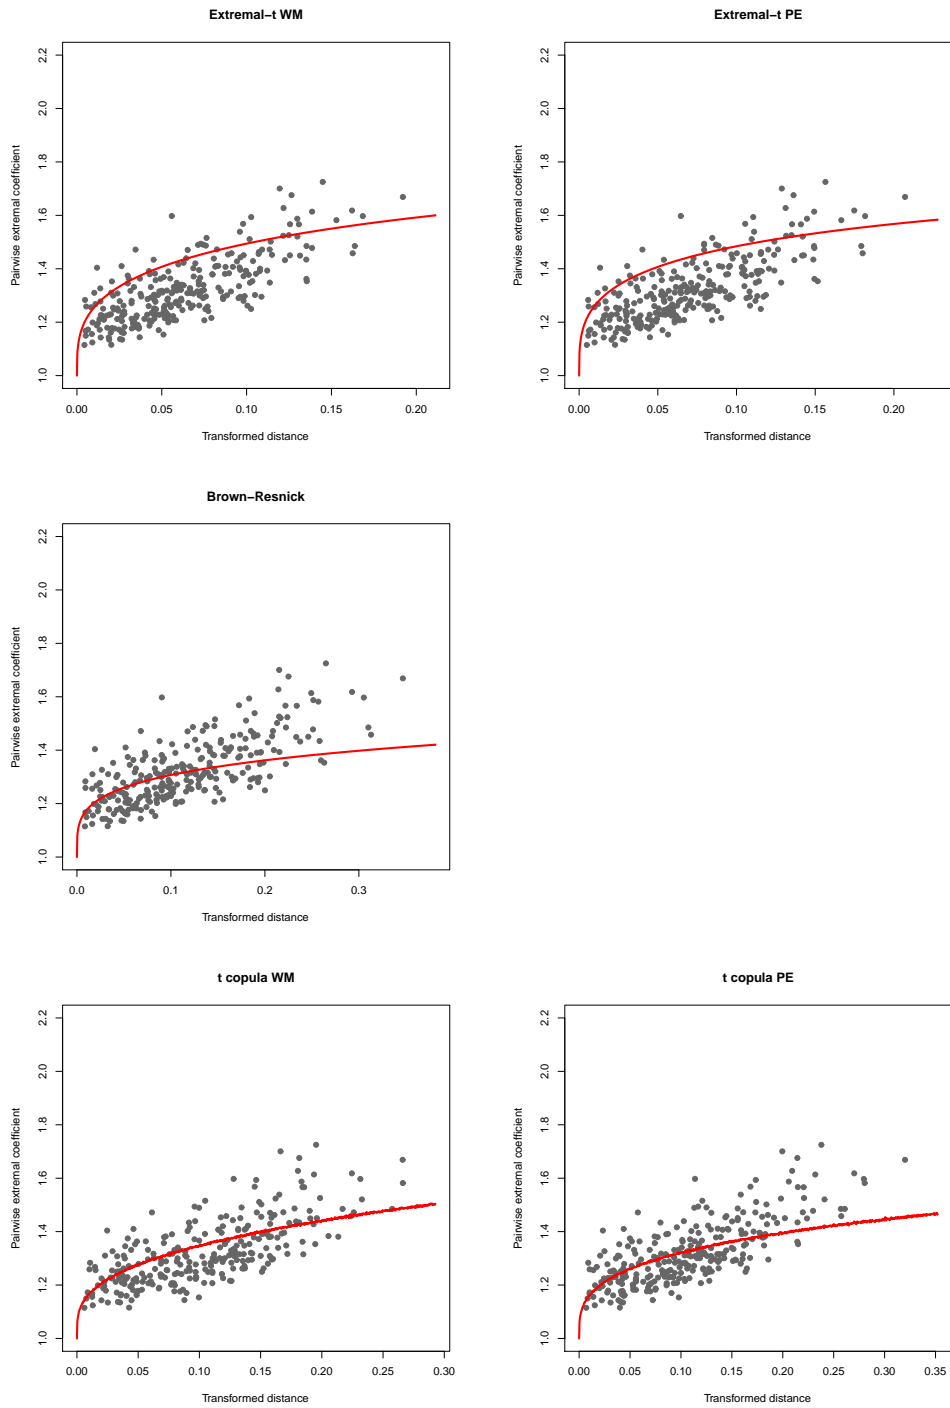 Extremal−t WM
Pairwise extremal coefficient
1.0 1.2 1.4 1.6 1.8 2.0 2.2
0.00 0.05 0.10 0.15 0.20
Transformed distance
Extremal−t PE
Pairwise extremal coefficient
1.0 1.2 1.4 1.6 1.8 2.0 2.2
0.00 0.05 0.10 0.15 0.20
Transformed distance
Brown−Resnick
Pairwise extremal coefficient
1.0 1.2 1.4 1.6 1.8 2.0 2.2
0.0 0.1 0.2 0.3
Transformed distance
t copula WM
Pairwise extremal coefficient
1.0 1.2 1.4 1.6 1.8 2.0 2.2
0.00 0.05 0.10 0.15 0.20 0.25 0.30
Transformed distance
t copula PE
Pairwise extremal coefficient
1.0 1.2 1.4 1.6 1.8 2.0 2.2
0.00 0.05 0.10 0.15 0.20 0.25 0.30 0.35
Transformed distance